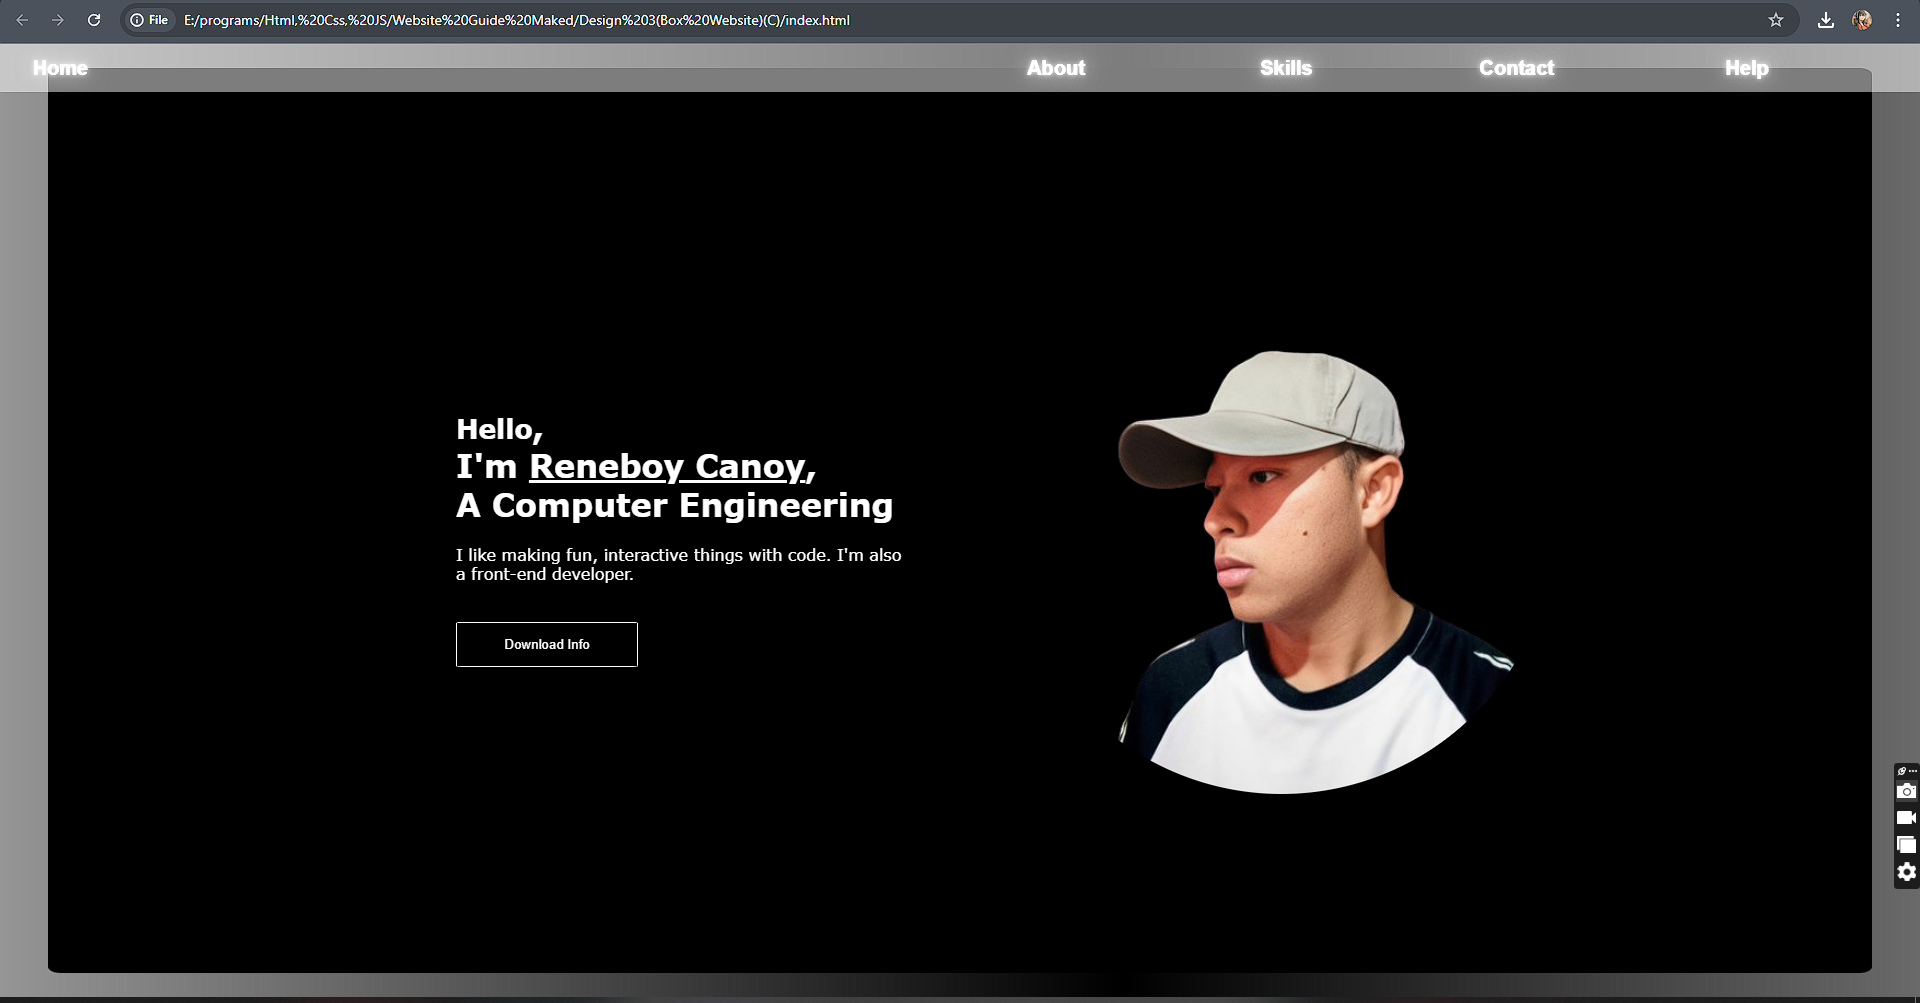 File E:/programs/Html,%20Css,%20JS/Website%20Guide%20Maked/Design%203(Box%20Website)(C)/index.html
Home About Skills Contact Help
Hello,
I'm Reneboy Canoy,
A Computer Engineering
I like making fun, interactive things with code. I'm also
a front-end developer.
Download Info